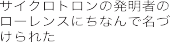 サイクロトロンの発明者の
ローレンスにちなんで名づ
けられた